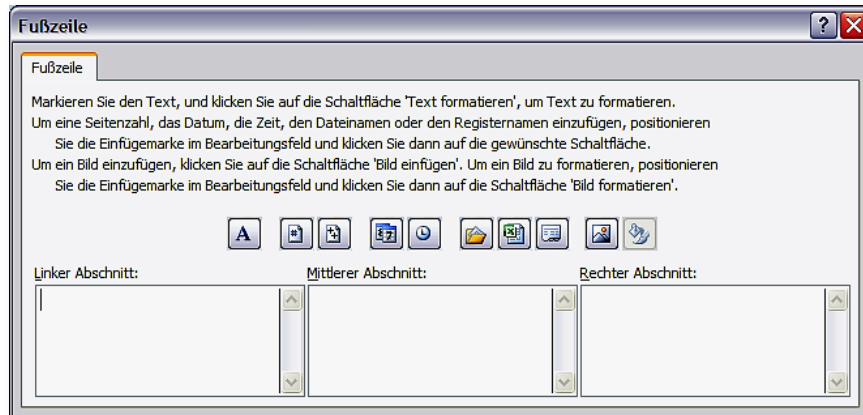 Fußzeile
Fußzeile
Markieren Sie den Text, und klicken Sie auf die Schaltfläche 'Text formatieren', um Text zu formatieren.
Um eine Seitenzahl, das Datum, die Zeit, den Dateinamen oder den Registernamen einzufügen, positionieren
Sie die Einfügemarke im Bearbeitungsfeld und klicken Sie dann auf die gewünschte Schaltfläche.
Um ein Bild einzufügen, klicken Sie auf die Schaltfläche 'Bild einfügen'. Um ein Bild zu formatieren, positionieren
Sie die Einfügemarke im Bearbeitungsfeld und klicken Sie dann auf die Schaltfläche 'Bild formatieren'.
A
Linker Abschnitt: Mittlerer Abschnitt: Rechter Abschnitt: